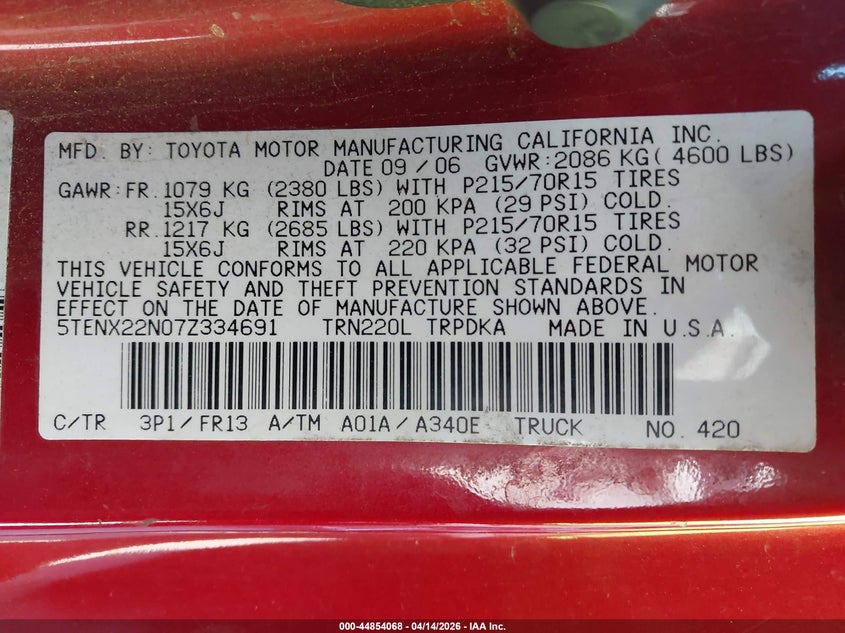 MFD. BY: TOYOTA MOTOR MANUFACTURING CALIFORNIA INC.
DATE 09 / 06 GVWR:2086 KG( 4600 LBS)
GAWR:FR.1079 KG (2380 LBS) WITH P215/70R15 TIRES
15X6J RIMS AT 200 KPA (29 PSI) COLD.
RR.1217 KG (2685 LBS) WITH P215/70R15 TIRES
15X6J RIMS AT 220 KPA (32 PSI) COLD.
THIS VEHICLE CONFORMS TO ALL APPLICABLE FEDERAL MOTOR
VEHICLE SAFETY AND THEFT PREVENTION STANDARDS IN
EFFECT ON THE DATE OF MANUFACTURE SHOWN ABOVE.
5TENX22N07Z334691 TRN220L TRPDKA MADE IN U.S.A.
C/TR 3P1/FR13 A/TM A01A/A340E TRUCK NO. 420
000-44854068 - 04/14/2026 - IAA Inc.